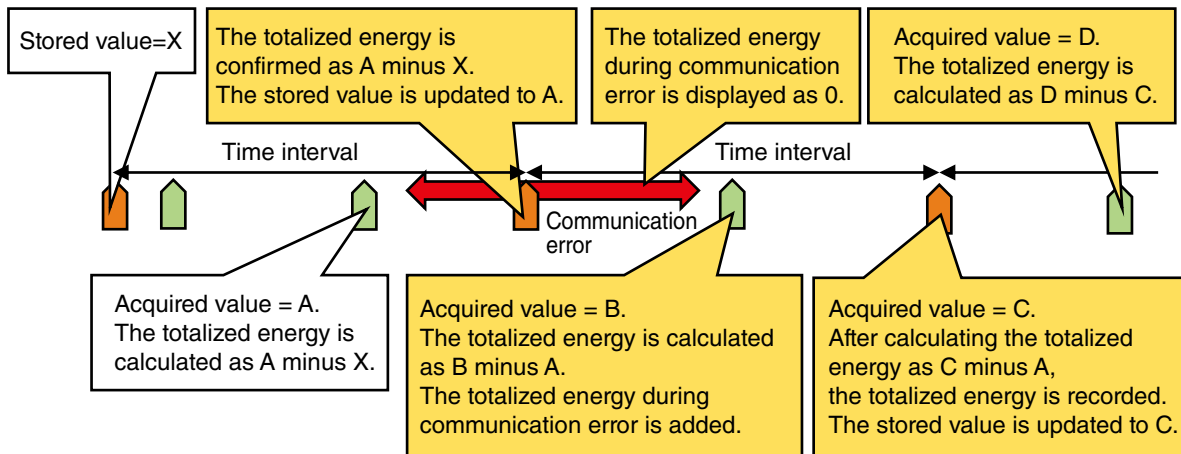 Stored value=X
The totalized energy is
confirmed as A minus X.
The stored value is updated to A.
The totalized energy
during communication
error is displayed as 0.
Acquired value = D.
The totalized energy is
calculated as D minus C.
Time interval
Time interval
Communication
error
Acquired value = A.
The totalized energy is
calculated as A minus X.
Acquired value = B.
The totalized energy is calculated
as B minus A.
The totalized energy during
communication error is added.
Acquired value = C.
After calculating the totalized
energy as C minus A,
the totalized energy is recorded.
The stored value is updated to C.